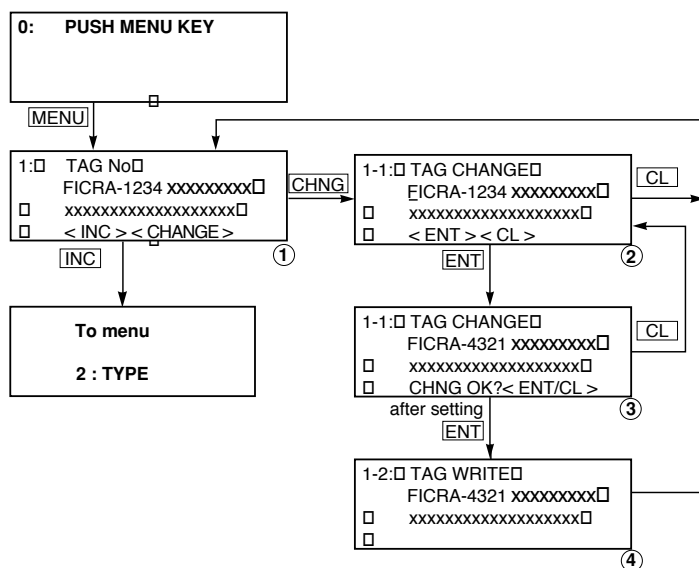 0: PUSH MENU KEY
MENU
1:□ TAG No□
FICRA-1234 xxxxxxxxx□
□ xxxxxxxxxxxxxxxxxxx□
□ < INC > < CHANGE >
①
CHNG
1-1:□ TAG CHANGE□
FICRA-1234 xxxxxxxxx□
□ xxxxxxxxxxxxxxxxxxx□
□ < ENT > < CL >
②
CL
INC
ENT
To menu
2 : TYPE
1-1:□ TAG CHANGE□
FICRA-4321 xxxxxxxxx□
□ xxxxxxxxxxxxxxxxxxx□
□ CHNG OK?< ENT/CL >
③
CL
after setting
ENT
1-2:□ TAG WRITE□
FICRA-4321 xxxxxxxxx□
□ xxxxxxxxxxxxxxxxxxx□
□
④